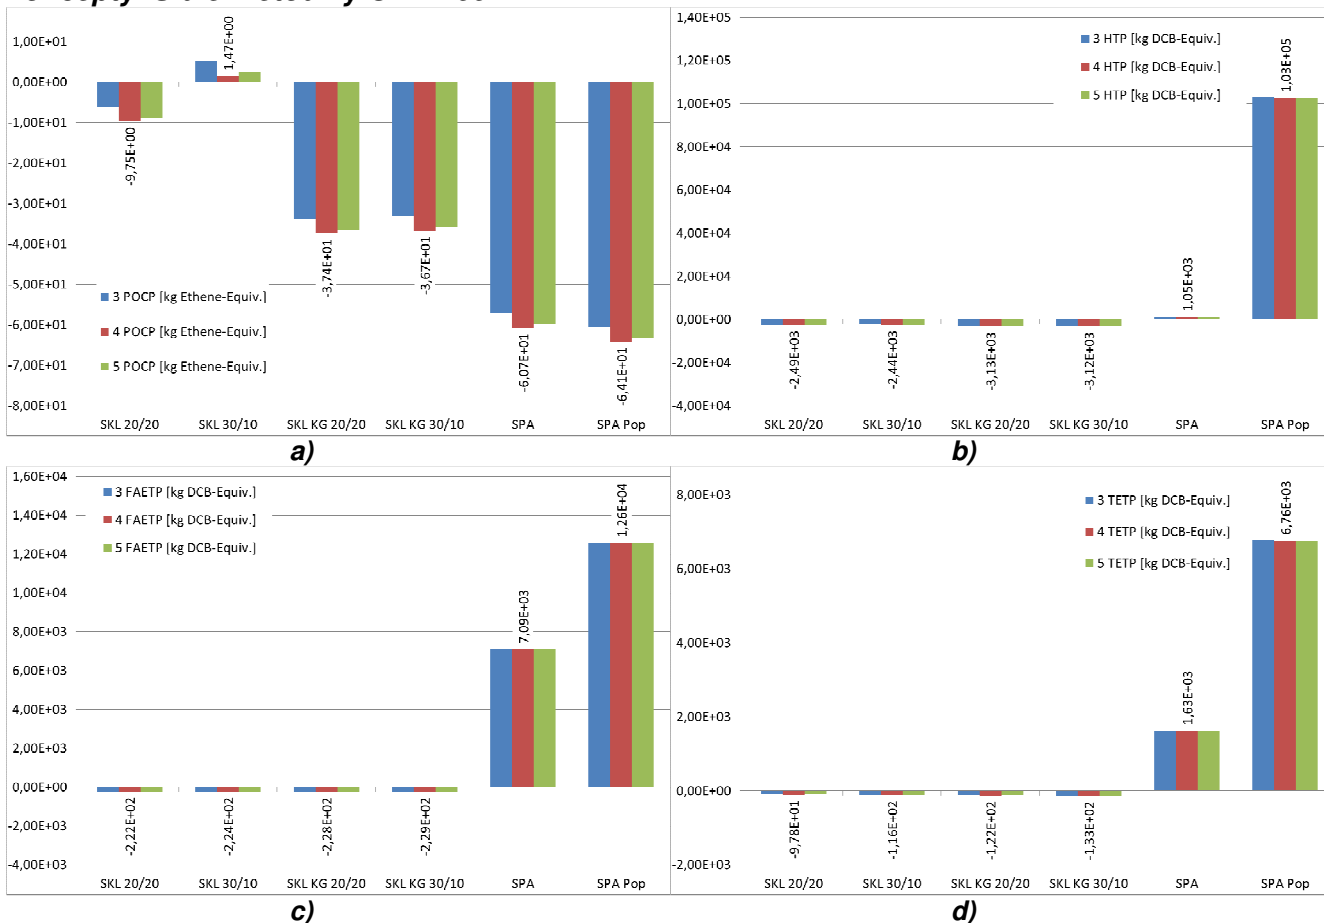 1,00E+01
0,00E+00
-1,00E+01
-2,00E+01
-3,00E+01
-4,00E+01
-5,00E+01
-6,00E+01
-7,00E+01
-8,00E+01
-9,75E+00
1,47E+00
-3,74E+01
-3,67E+01
-6,07E+01
-6,41E+01
3 POCP [kg Ethene-Equiv.]
4 POCP [kg Ethene-Equiv.]
5 POCP [kg Ethene-Equiv.]
SKL 20/20 SKL 30/10 SKL KG 20/20 SKL KG 30/10 SPA SPA Pop
a)
1,40E+05
1,20E+05
1,00E+05
8,00E+04
6,00E+04
4,00E+04
2,00E+04
0,00E+00
-2,00E+04
-4,00E+04
3 HTP [kg DCB-Equiv.]
4 HTP [kg DCB-Equiv.]
5 HTP [kg DCB-Equiv.]
-2,49E+03
-2,44E+03
-3,13E+03
-3,12E+03
1,05E+03
1,03E+05
SKL 20/20 SKL 30/10 SKL KG 20/20 SKL KG 30/10 SPA SPA Pop
b)
1,60E+04
1,40E+04
1,20E+04
1,00E+04
8,00E+03
6,00E+03
4,00E+03
2,00E+03
0,00E+00
-2,00E+03
-4,00E+03
3 FAETP [kg DCB-Equiv.]
4 FAETP [kg DCB-Equiv.]
5 FAETP [kg DCB-Equiv.]
-2,22E+02
-2,24E+02
-2,28E+02
-2,29E+02
7,09E+03
1,26E+04
SKL 20/20 SKL 30/10 SKL KG 20/20 SKL KG 30/10 SPA SPA Pop
c)
8,00E+03
6,00E+03
4,00E+03
2,00E+03
0,00E+00
-2,00E+03
3 TETP [kg DCB-Equiv.]
4 TETP [kg DCB-Equiv.]
5 TETP [kg DCB-Equiv.]
-9,78E+01
-1,16E+02
-1,22E+02
-1,33E+02
1,63E+03
6,76E+03
SKL 20/20 SKL 30/10 SKL KG 20/20 SKL KG 30/10 SPA SPA Pop
d)